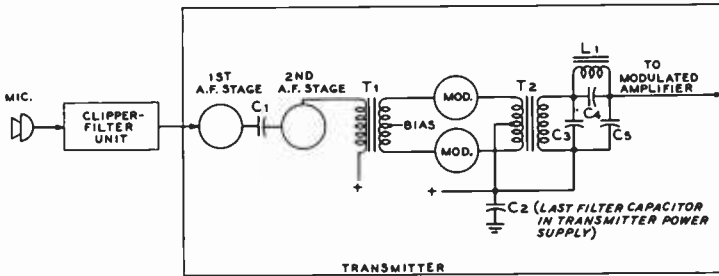 MIC.
CLIPPER-
FILTER
UNIT
1ST
A.F. STAGE
C1
2ND
A.F. STAGE
T1
BIAS
+
MOD.
MOD.
T2
+
L1
C4
C3
C5
TO
MODULATED
AMPLIFIER
C2 (LAST FILTER CAPACITOR
IN TRANSMITTER POWER
SUPPLY)
TRANSMITTER